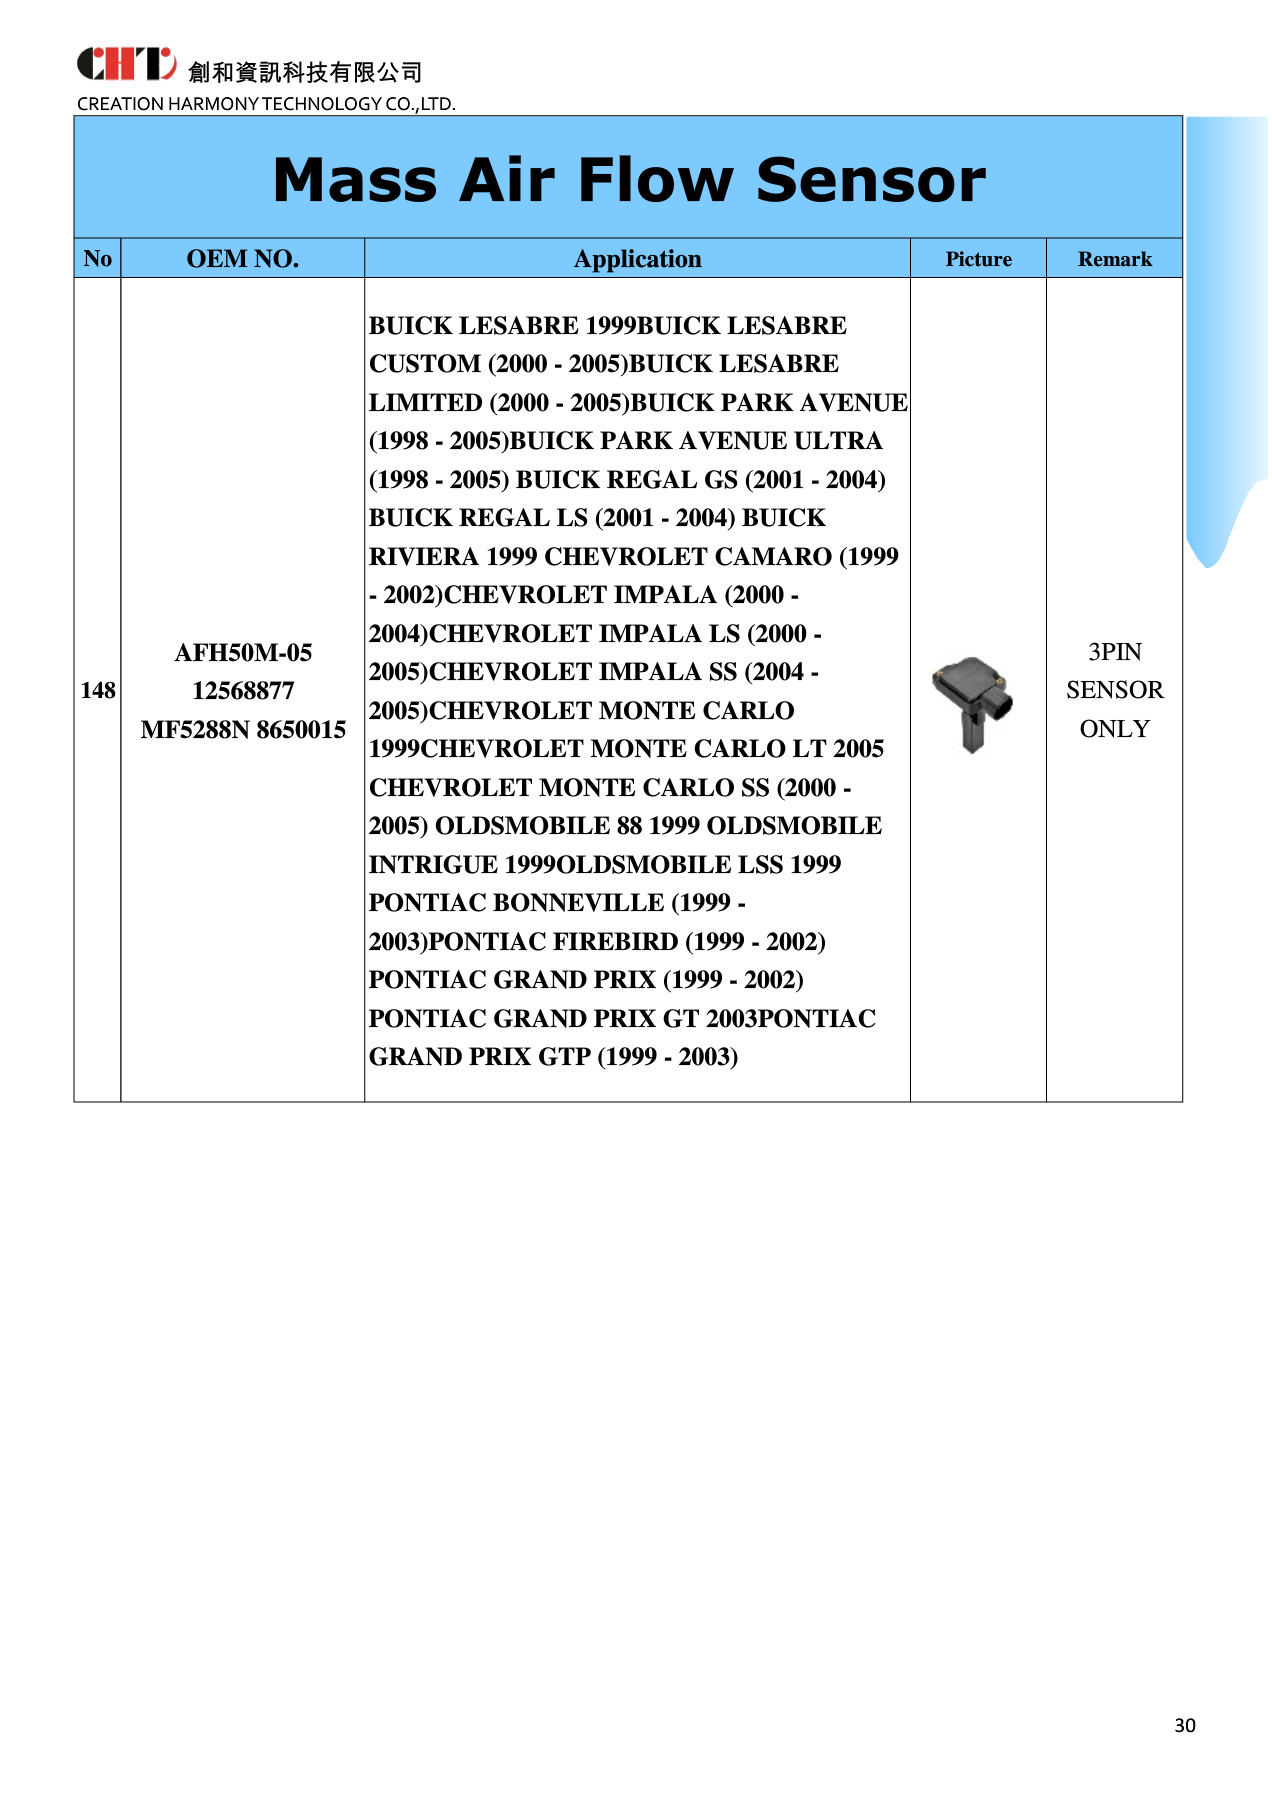 CHT 創和資訊科技有限公司
CREATION HARMONY TECHNOLOGY CO.,LTD.
Mass Air Flow Sensor
No OEM NO. Application Picture Remark
148
AFH50M-05
12568877
MF5288N 8650015
BUICK LESABRE 1999BUICK LESABRE
CUSTOM (2000 - 2005)BUICK LESABRE
LIMITED (2000 - 2005)BUICK PARK AVENUE
(1998 - 2005)BUICK PARK AVENUE ULTRA
(1998 - 2005) BUICK REGAL GS (2001 - 2004)
BUICK REGAL LS (2001 - 2004) BUICK
RIVIERA 1999 CHEVROLET CAMARO (1999
- 2002)CHEVROLET IMPALA (2000 -
2004)CHEVROLET IMPALA LS (2000 -
2005)CHEVROLET IMPALA SS (2004 -
2005)CHEVROLET MONTE CARLO
1999CHEVROLET MONTE CARLO LT 2005
CHEVROLET MONTE CARLO SS (2000 -
2005) OLDSMOBILE 88 1999 OLDSMOBILE
INTRIGUE 1999OLDSMOBILE LSS 1999
PONTIAC BONNEVILLE (1999 -
2003)PONTIAC FIREBIRD (1999 - 2002)
PONTIAC GRAND PRIX (1999 - 2002)
PONTIAC GRAND PRIX GT 2003PONTIAC
GRAND PRIX GTP (1999 - 2003)
3PIN
SENSOR
ONLY
30